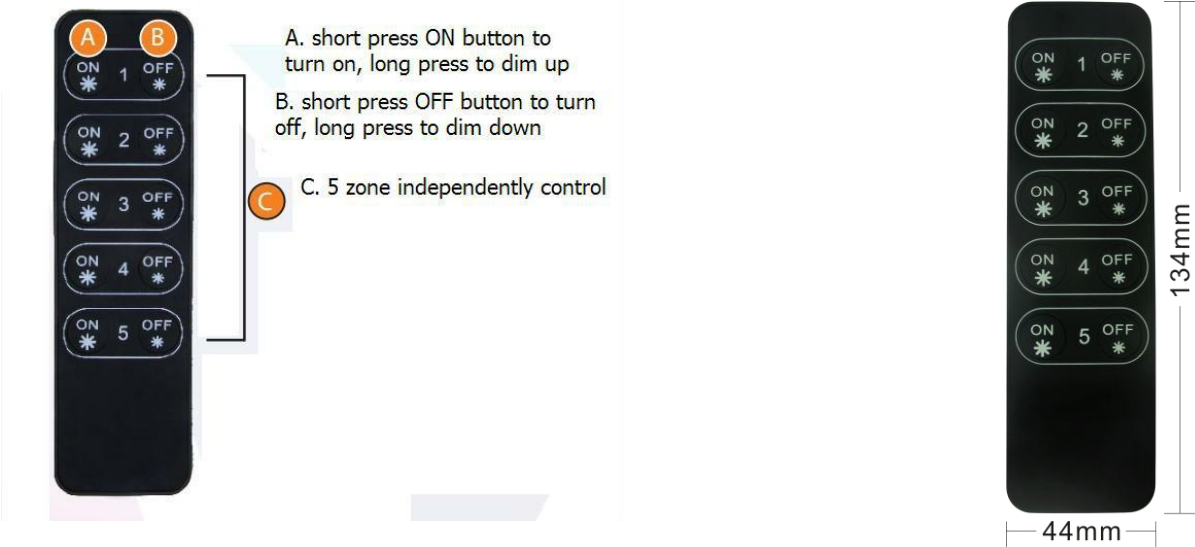 A B
ON 1 OFF
ON 2 OFF
ON 3 OFF
ON 4 OFF
ON 5 OFF
A. short press ON button to
turn on, long press to dim up
B. short press OFF button to turn
off, long press to dim down
C
C. 5 zone independently control
ON 1 OFF
ON 2 OFF
ON 3 OFF
ON 4 OFF
ON 5 OFF
134mm
44mm